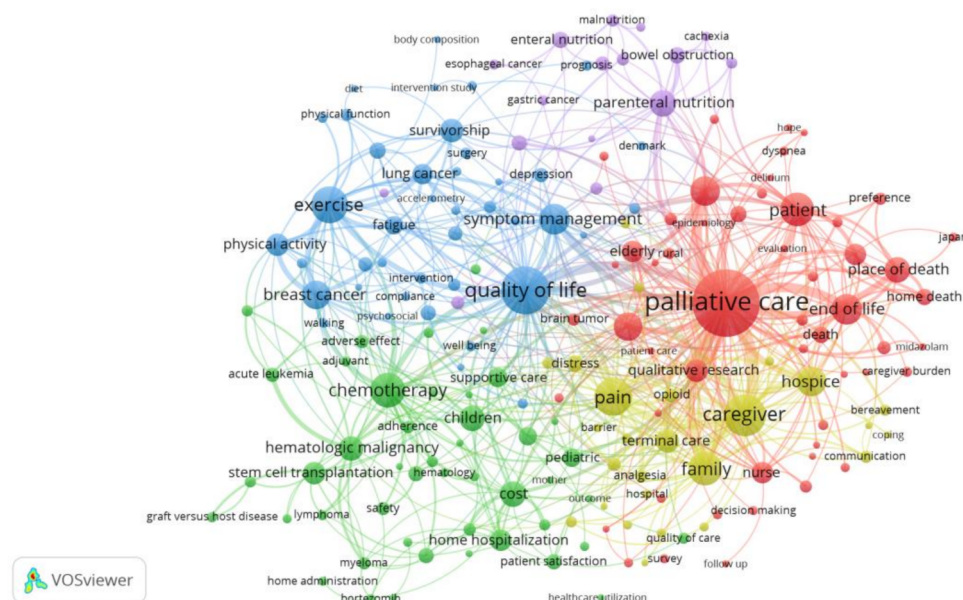 malnutrition
enteral nutrition
cachexia
body composition
bowel obstruction
esophageal cancer
prognosis
diet
intervention study
gastric cancer
parenteral nutrition
physical function
survivorship
hope
surgery
denmark
dyspnea
lung cancer
depression
delirium
accelerometry
preference
exercise
patient
fatigue
symptom management
epidemiology
japan
physical activity
elderly
rural
evaluation
place of death
intervention
quality of life
breast cancer
compliance
palliative care
home death
end of life
psychosocial
brain tumor
walking
death
adverse effect
well being
patient care
midazolam
adjuvant
distress
acute leukemia
supportive care
qualitative research
caregiver burden
chemotherapy
hospice
opioid
pain
caregiver
bereavement
children
adherence
barrier
coping
terminal care
hematologic malignancy
communication
pediatric
stem cell transplantation
hematology
family
nurse
mother
analgesia
cost
outcome
hospital
safety
decision making
graft versus host disease
lymphoma
home hospitalization
quality of care
myeloma
patient satisfaction
survey
follow up
home administration
bortezomib
healthcare utilization
VOSviewer